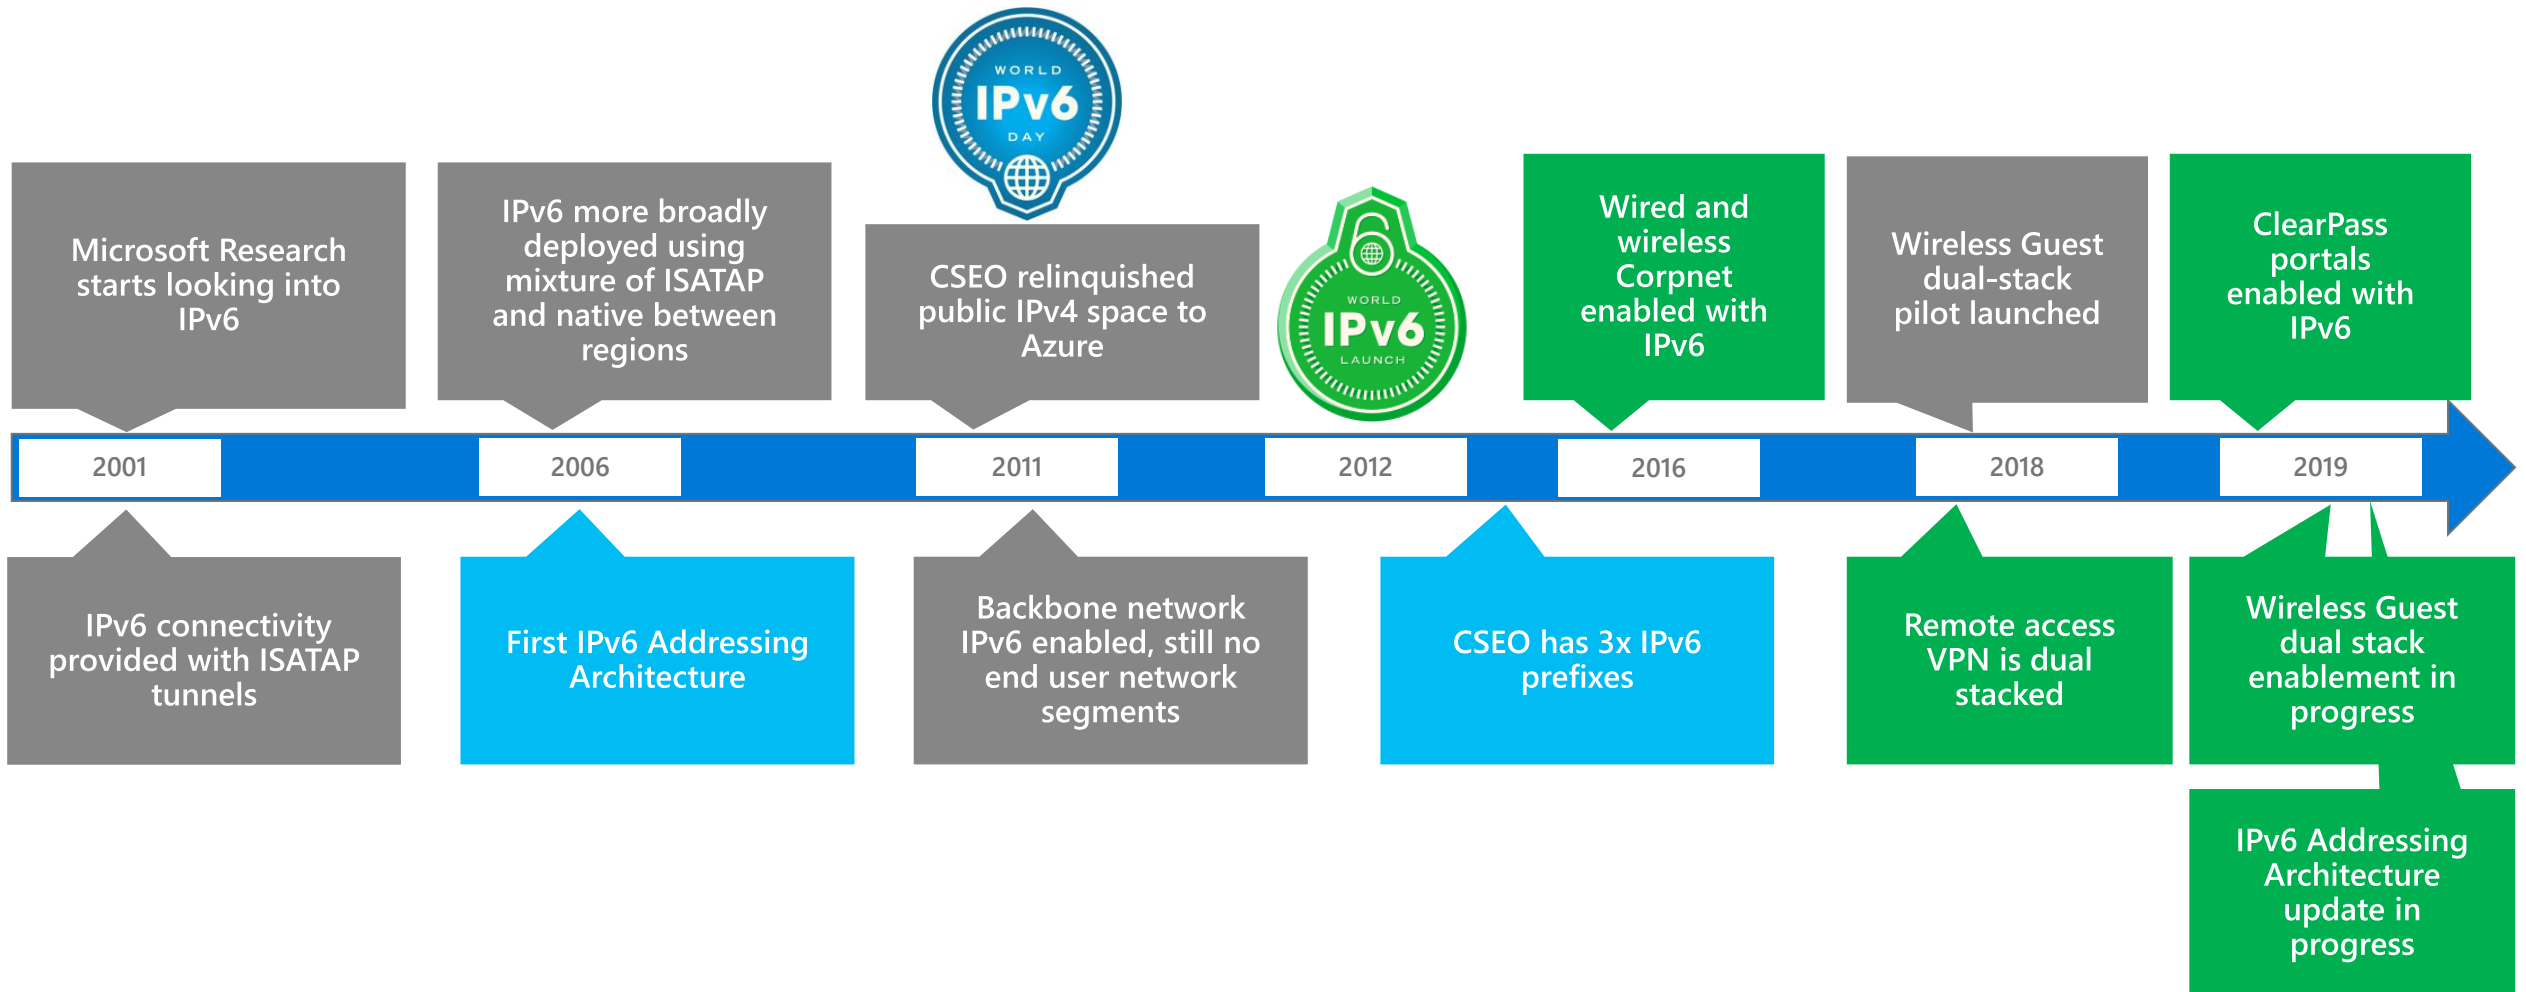 WORLD
IPv6
DAY
Microsoft Research
starts looking into
IPv6
IPv6 more broadly
deployed using
mixture of ISATAP
and native between
regions
CSEO relinquished
public IPv4 space to
Azure
WORLD
IPv6
LAUNCH
Wired and
wireless
Corpnet
enabled with
IPv6
Wireless Guest
dual-stack
pilot launched
ClearPass
portals
enabled with
IPv6
2001
2006
2011
2012
2016
2018
2019
IPv6 connectivity
provided with ISATAP
tunnels
First IPv6 Addressing
Architecture
Backbone network
IPv6 enabled, still no
end user network
segments
CSEO has 3x IPv6
prefixes
Remote access
VPN is dual
stacked
Wireless Guest
dual stack
enablement in
progress
IPv6 Addressing
Architecture
update in
progress